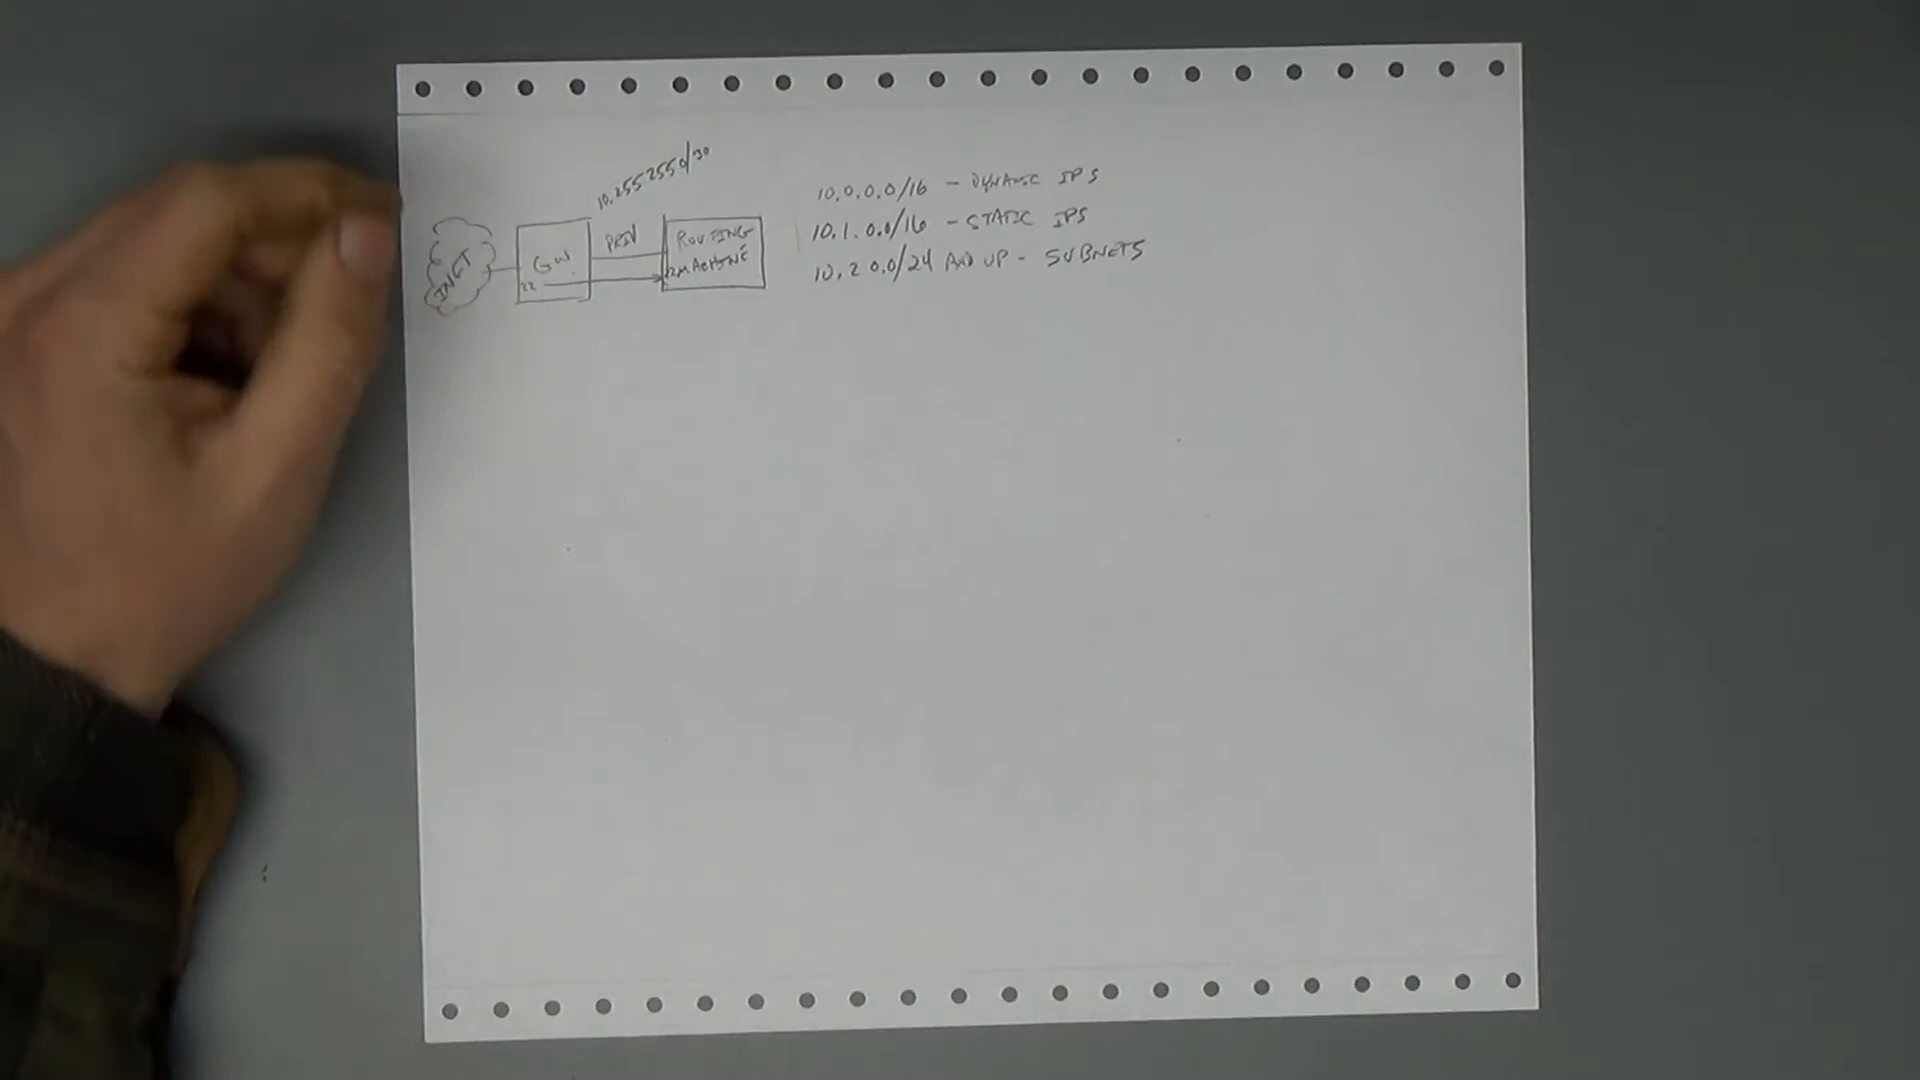 10.255 255 0/30
INET
GW
22
PRIV
ROUTING
MACHINE
10.0.0.0/16 - DYNAMIC IPS
10.1.0.0/16 - STATIC IPS
10.2 0.0/24 AND UP - SUBNETS